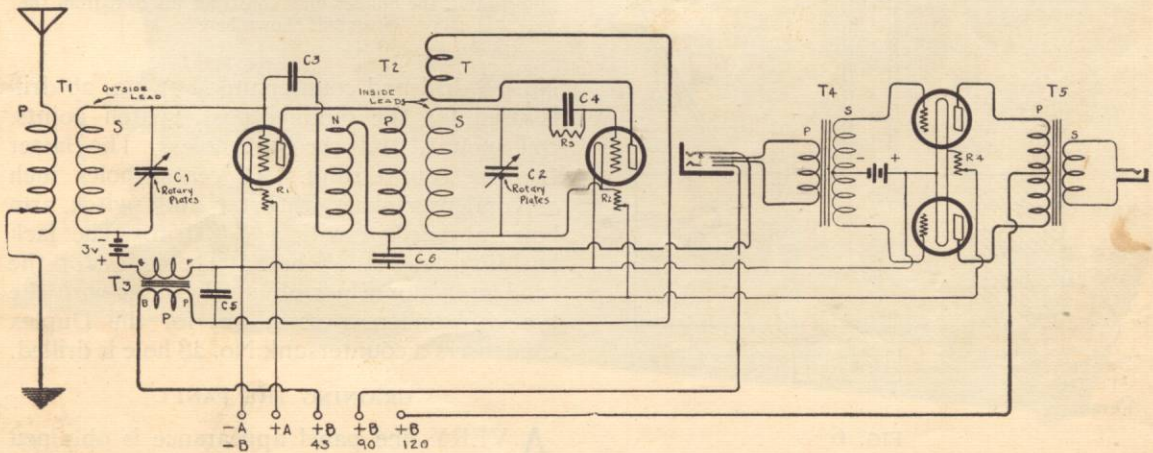 T1
OUTSIDE LEAD
P
S
C1
Rotary Plates
3v
-
+
G
F
T3
B
P
P
C5
C3
R1
N
P
C6
T2
T
INSIDE LEADS
S
C2
Rotary Plates
C4
R3
R2
T4
P
S
-
+
R4
T5
P
S
-A
-B
+A
+B
45
+B
90
+B
120